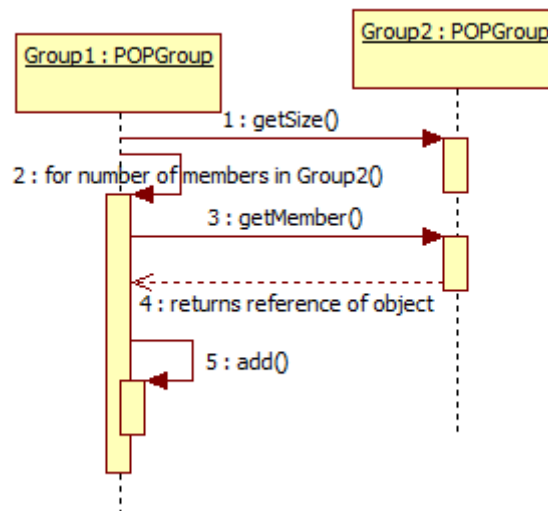 Group1 : POPGroup
Group2 : POPGroup
1 : getSize()
2 : for number of members in Group2()
3 : getMember()
4 : returns reference of object
5 : add()